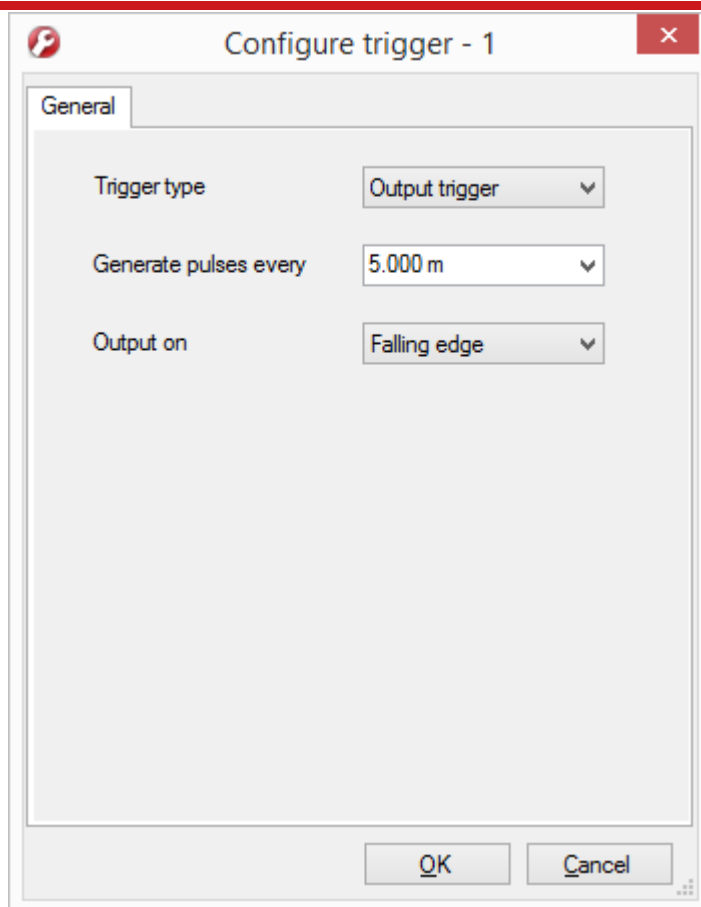 Configure trigger - 1
General
Trigger type Output trigger
Generate pulses every 5.000 m
Output on Falling edge
OK Cancel